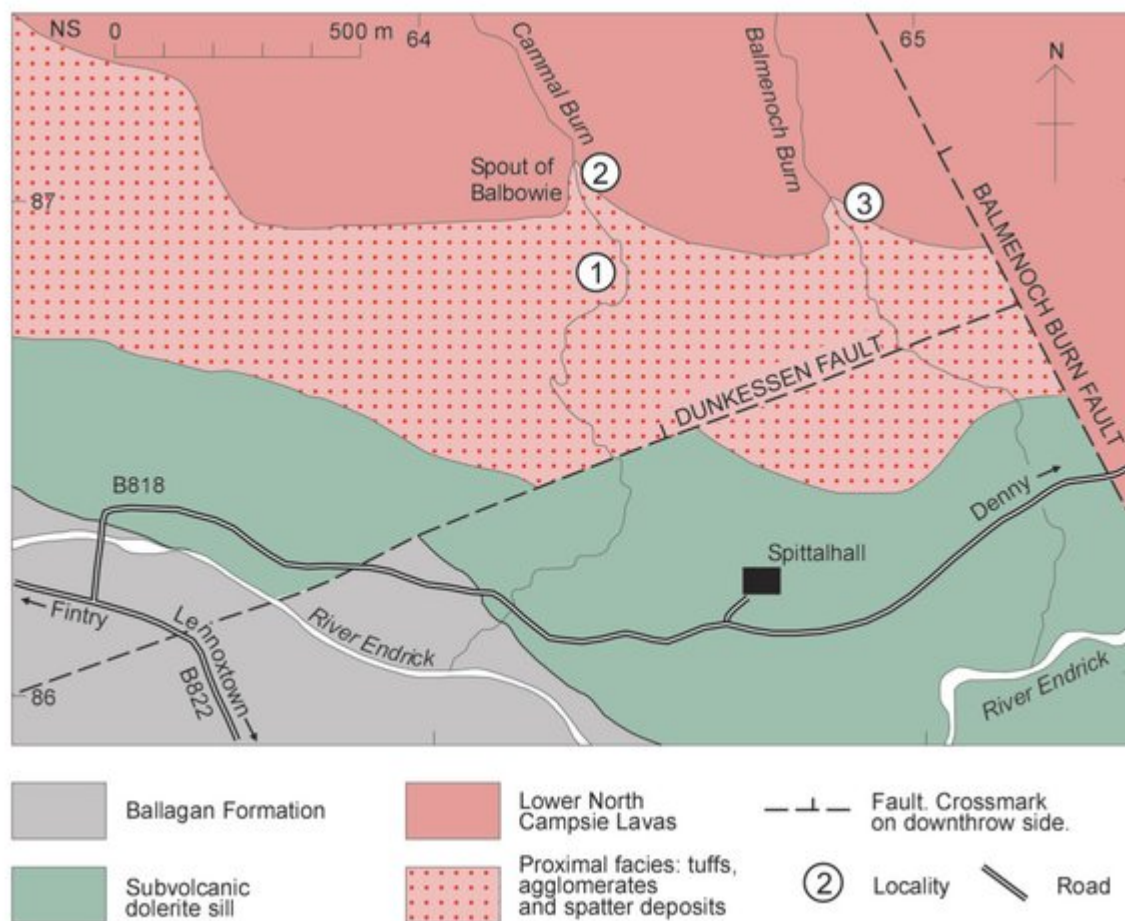 NS 0 500 m 64 65
Cammal Burn
Balmenoch Burn
N
Spout of
Balbowie
2
87
3
1
BALMENOCH BURN FAULT
DUNKESSEN FAULT
B818
Denny
Spittalhall
Fintry
Lennoxtown
B822
River Endrick
River Endrick
86
Ballagan Formation
Lower North
Campsie Lavas
Fault. Crossmark
on downthrow side.
Subvolcanic
dolerite sill
Proximal facies: tuffs,
agglomerates
and spatter deposits
2 Locality
Road